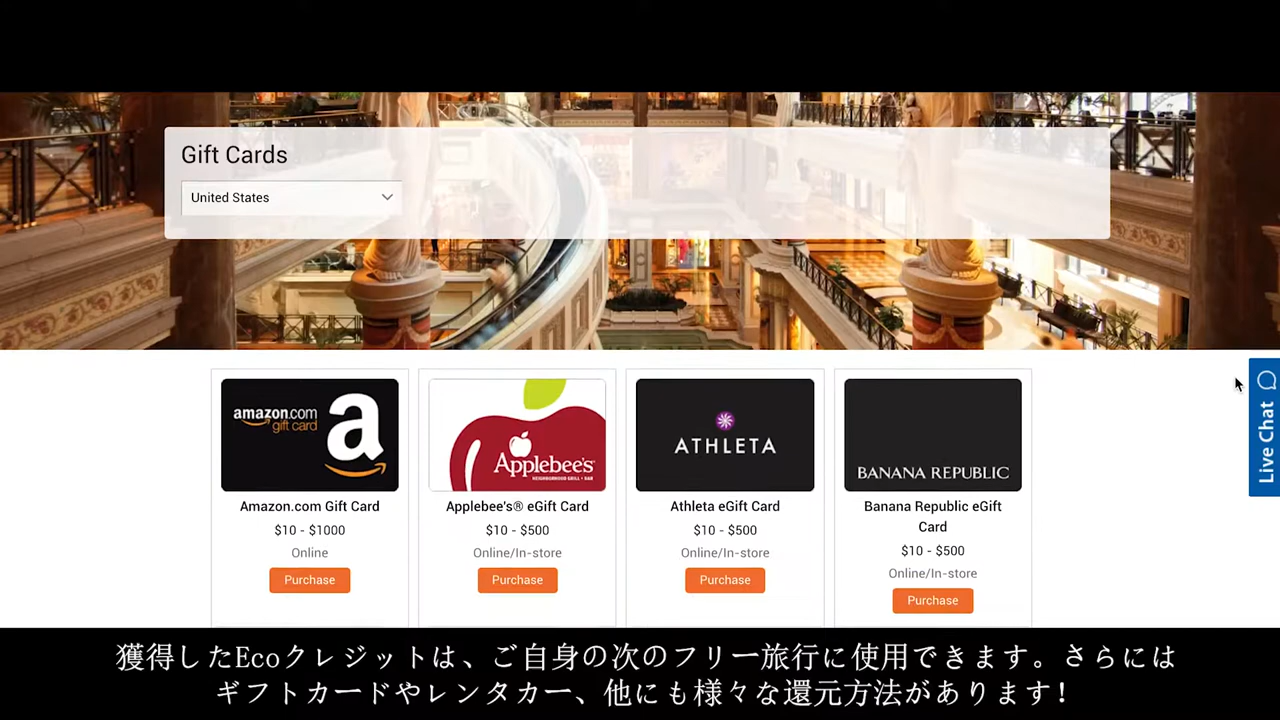 Gift Cards
United States
amazon.com
gift card
a
Applebee's
NEIGHBORHOOD GRILL + BAR
ATHLETA
BANANA REPUBLIC
Amazon.com Gift Card
$10 - $1000
Online
Purchase
Applebee's® eGift Card
$10 - $500
Online/In-store
Purchase
Athleta eGift Card
$10 - $500
Online/In-store
Purchase
Banana Republic eGift
Card
$10 - $500
Online/In-store
Purchase
Live Chat
獲得したEcoクレジットは、ご自身の次のフリー旅行に使用できます。さらには
ギフトカードやレンタカー、他にも様々な還元方法があります!